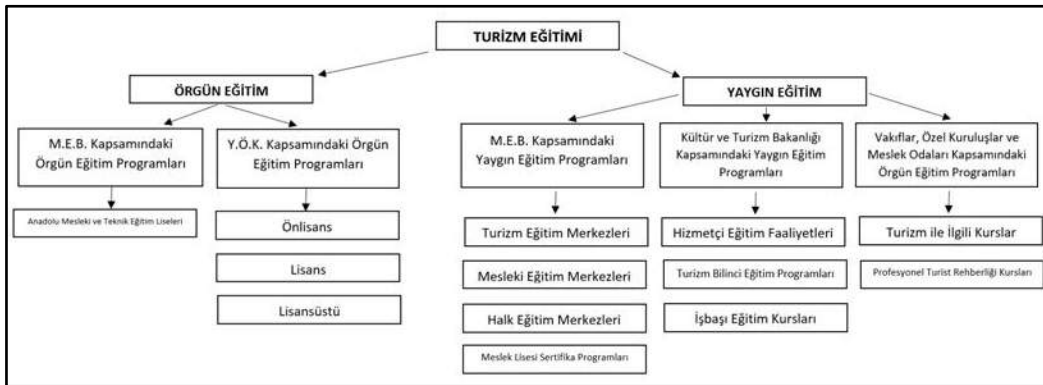 TURİZM EĞİTİMİ
ÖRGÜN EĞİTİM
YAYGIN EĞİTİM
M.E.B. Kapsamındaki
Örgün Eğitim Programları
Y.Ö.K. Kapsamındaki Örgün
Eğitim Programları
M.E.B. Kapsamındaki
Yaygın Eğitim Programları
Kültür ve Turizm Bakanlığı
Kapsamındaki Yaygın Eğitim
Programları
Vakıflar, Özel Kuruluşlar ve
Meslek Odaları Kapsamındaki
Örgün Eğitim Programları
Anadolu Mesleki ve Teknik Eğitim Liseleri
Önlisans
Lisans
Lisansüstü
Turizm Eğitim Merkezleri
Mesleki Eğitim Merkezleri
Halk Eğitim Merkezleri
Meslek Lisesi Sertifika Programları
Hizmetçi Eğitim Faaliyetleri
Turizm Bilinci Eğitim Programları
İşbaşı Eğitim Kursları
Turizm ile İlgili Kurslar
Profesyonel Turist Rehberliği Kursları